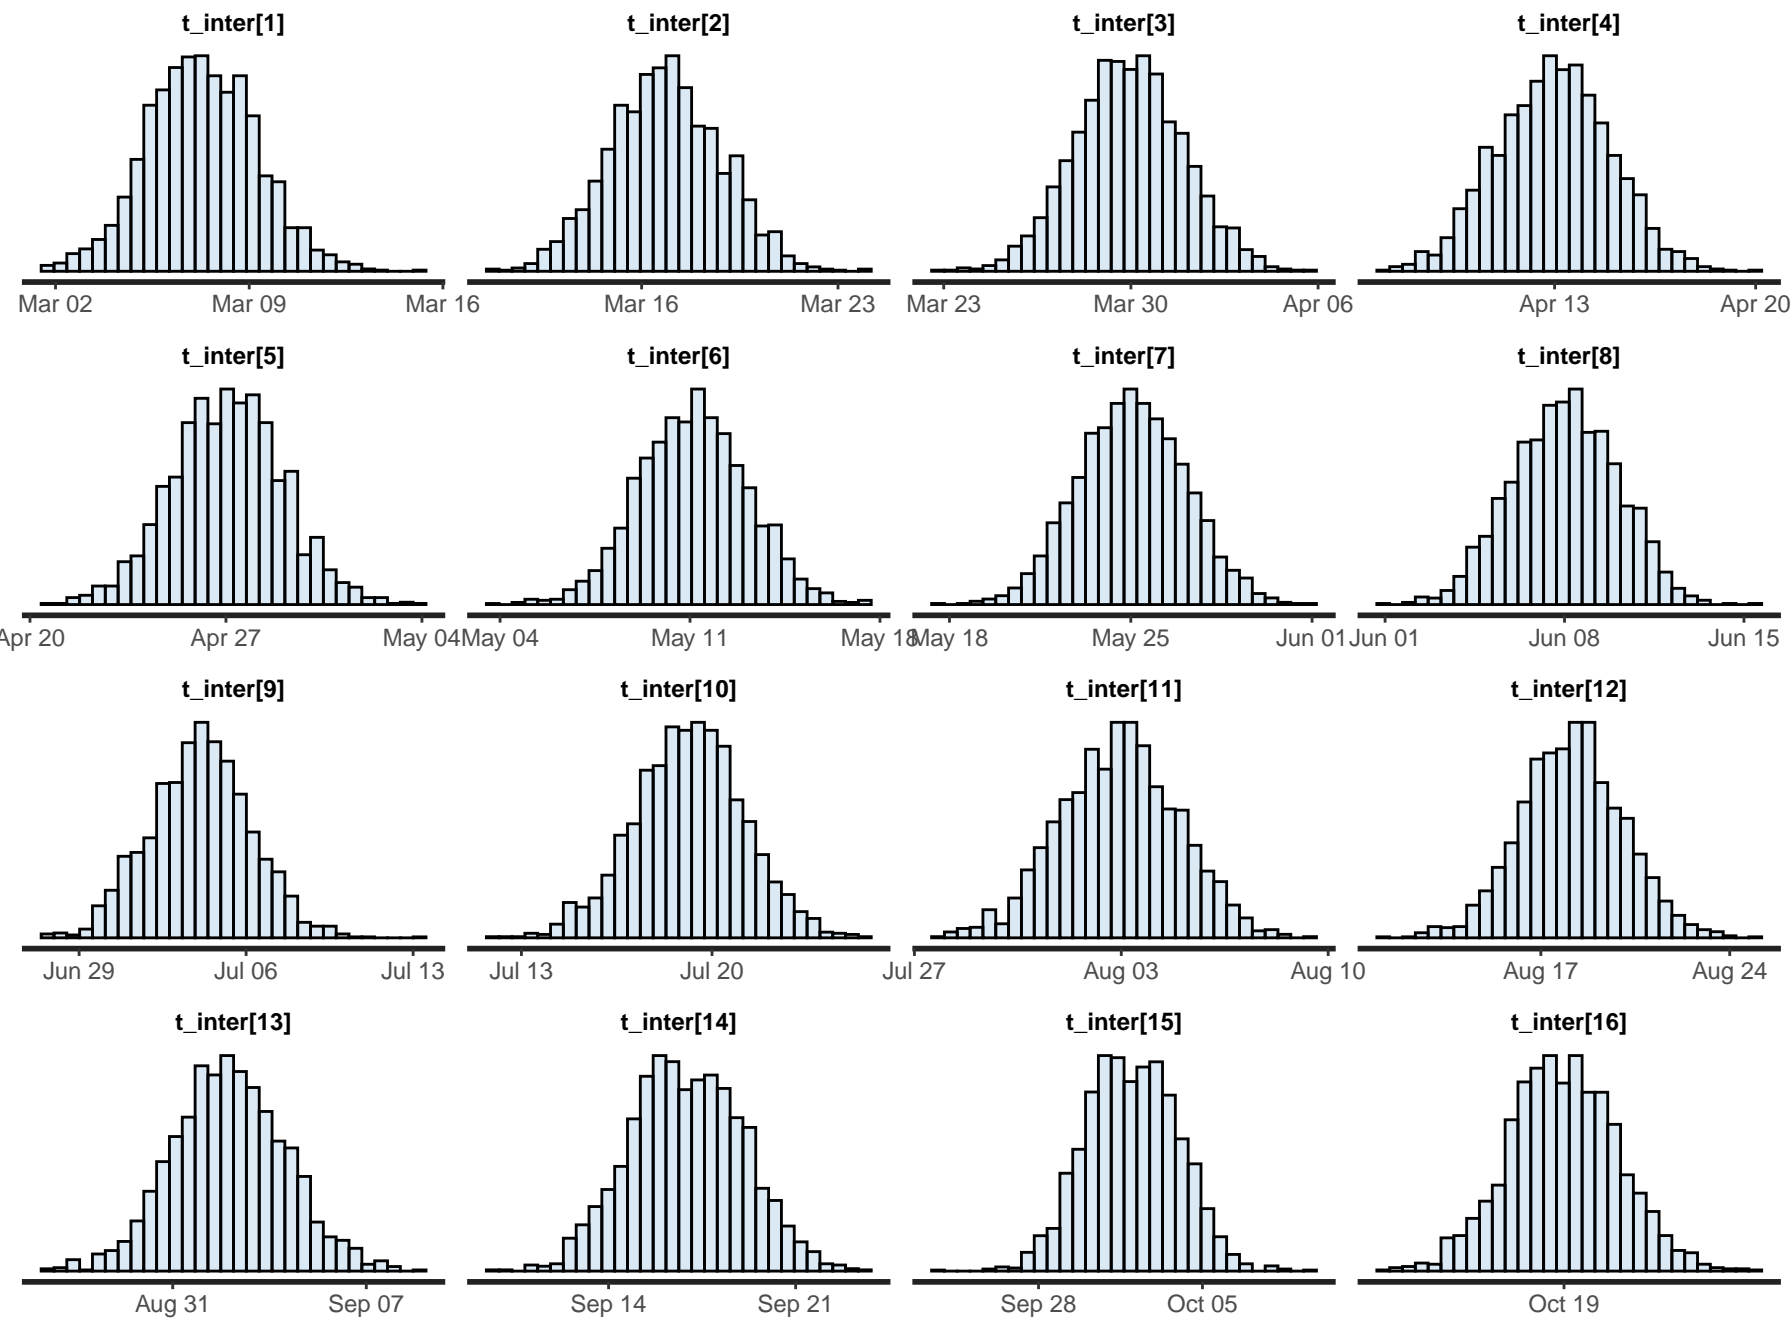 t_inter[1] t_inter[2] t_inter[3] t_inter[4]
Mar 02 Mar 09 Mar 16 Mar 16 Mar 23 Mar 23 Mar 30 Apr 06 Apr 13 Apr 20
t_inter[5] t_inter[6] t_inter[7] t_inter[8]
Apr 20 Apr 27 May 04 May 04 May 11 May 18 May 18 May 25 Jun 01 Jun 01 Jun 08 Jun 15
t_inter[9] t_inter[10] t_inter[11] t_inter[12]
Jun 29 Jul 06 Jul 13 Jul 13 Jul 20 Jul 27 Aug 03 Aug 10 Aug 17 Aug 24
t_inter[13] t_inter[14] t_inter[15] t_inter[16]
Aug 31 Sep 07 Sep 14 Sep 21 Sep 28 Oct 05 Oct 19